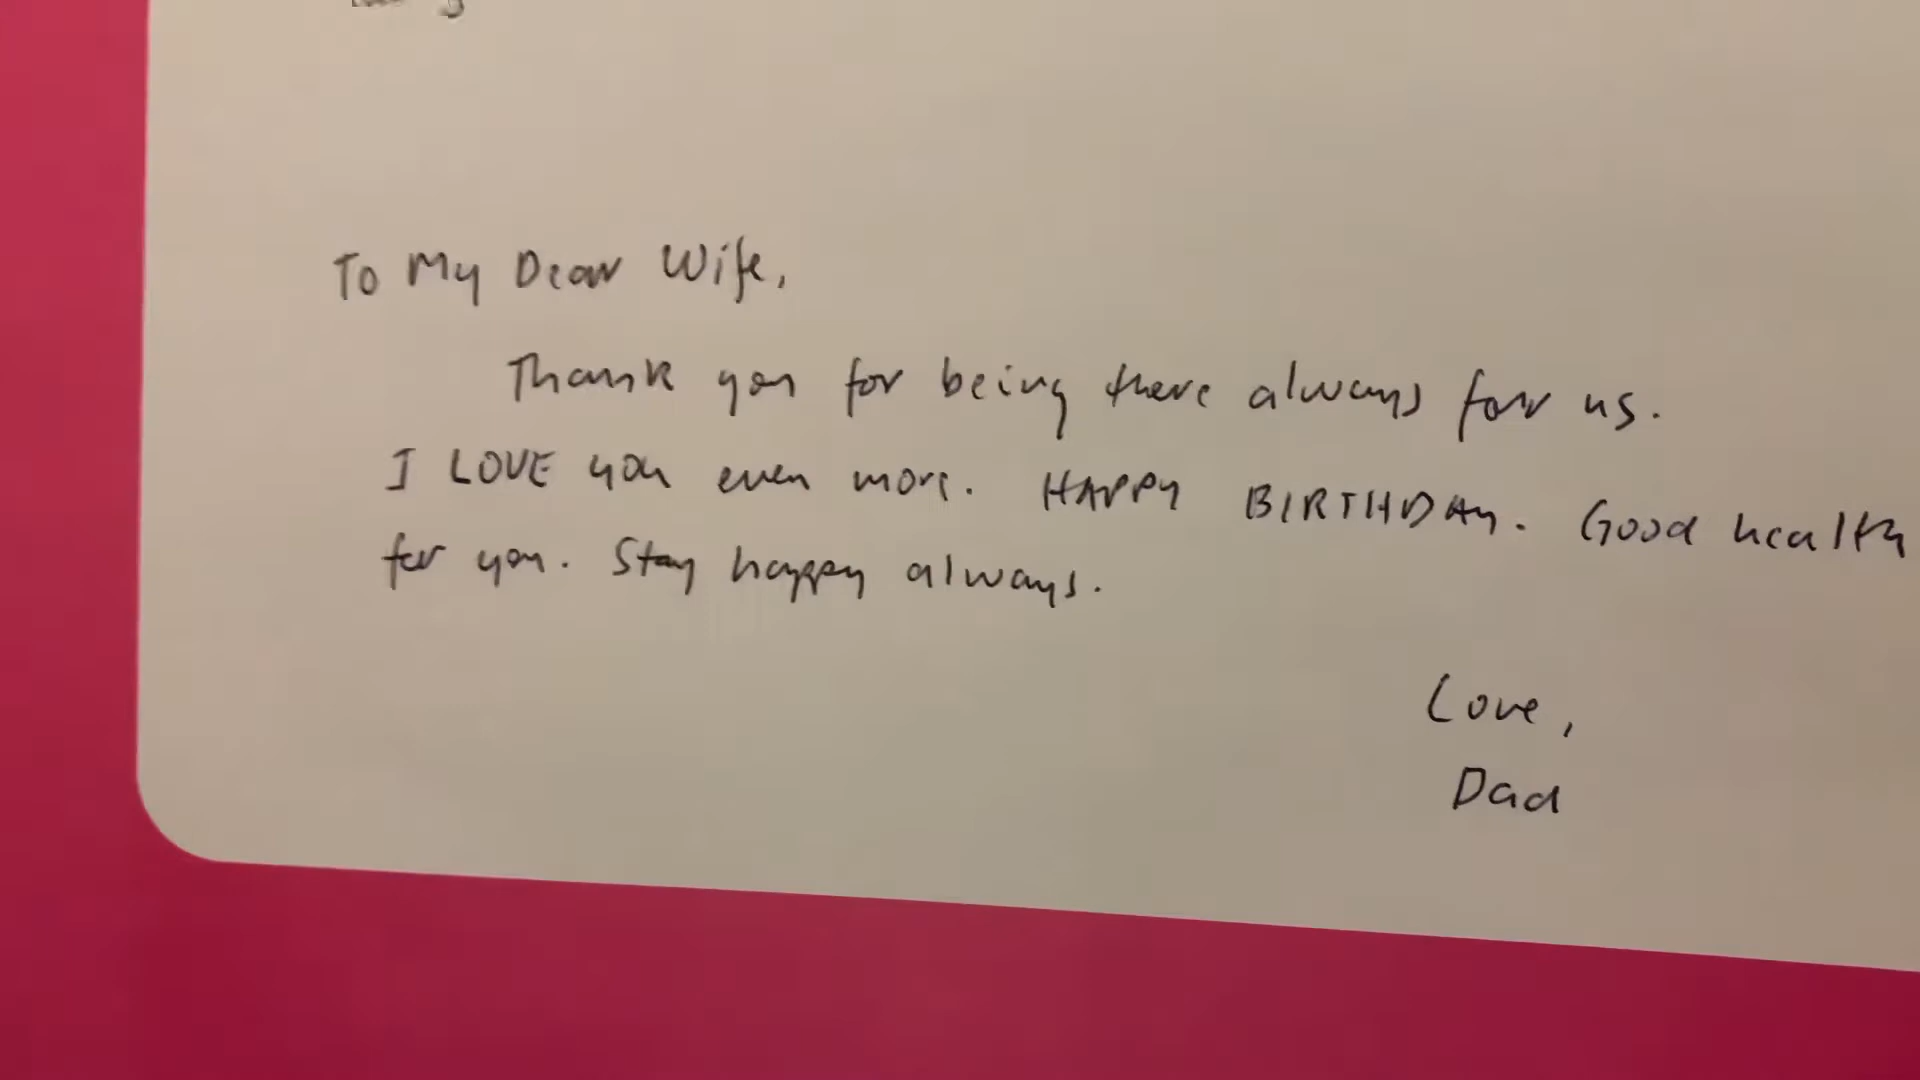 To My Dear Wife,
Thank you for being there always for us.
I LOVE you even more. HAPPY BIRTHDAY. Good health
for you. Stay happy always.
Love,
Dad